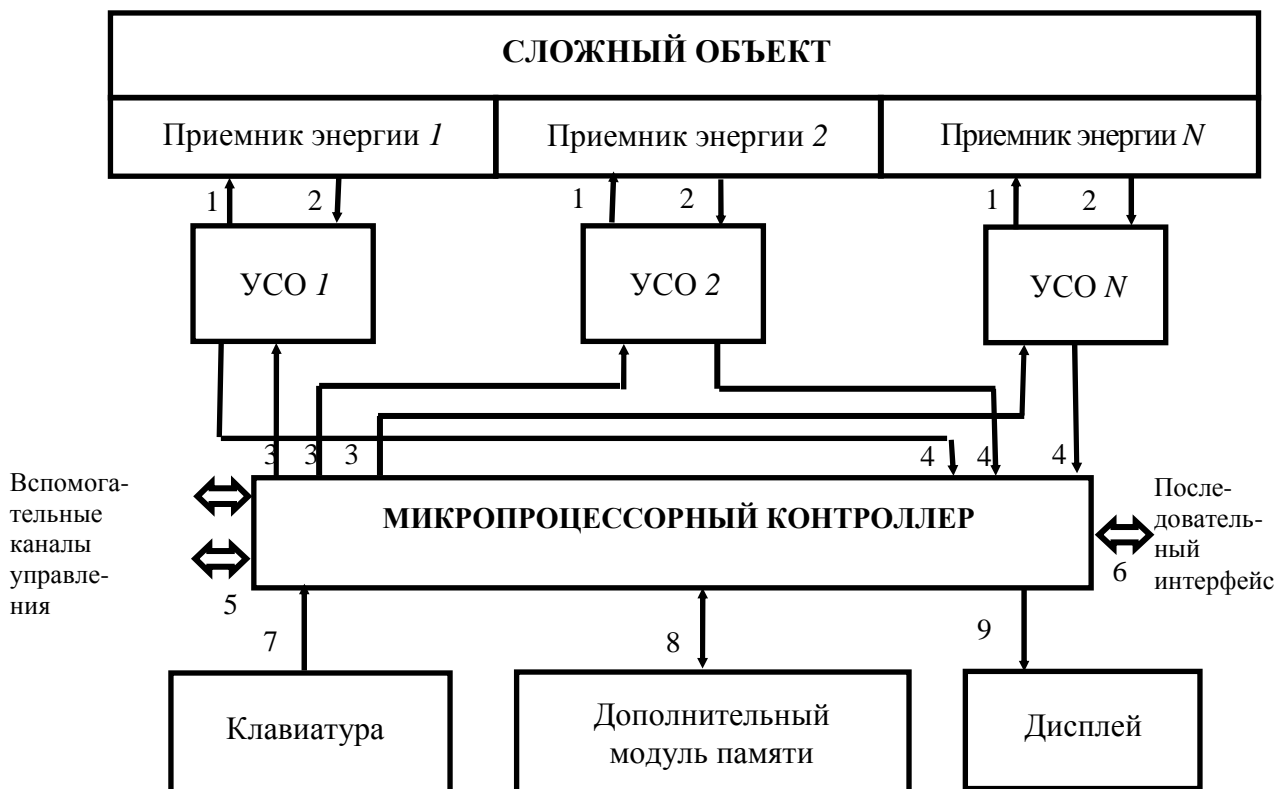 СЛОЖНЫЙ ОБЪЕКТ
Приемник энергии 1
Приемник энергии 2
Приемник энергии N
1
2
1
2
1
2
УСО 1
УСО 2
УСО N
3
3
3
4
4
4
Вспомога-
тельные
каналы
управле-
ния
МИКРОПРОЦЕССОРНЫЙ КОНТРОЛЛЕР
После-
дователь-
ный
интерфейс
5
6
7
8
9
Клавиатура
Дополнительный
модуль памяти
Дисплей